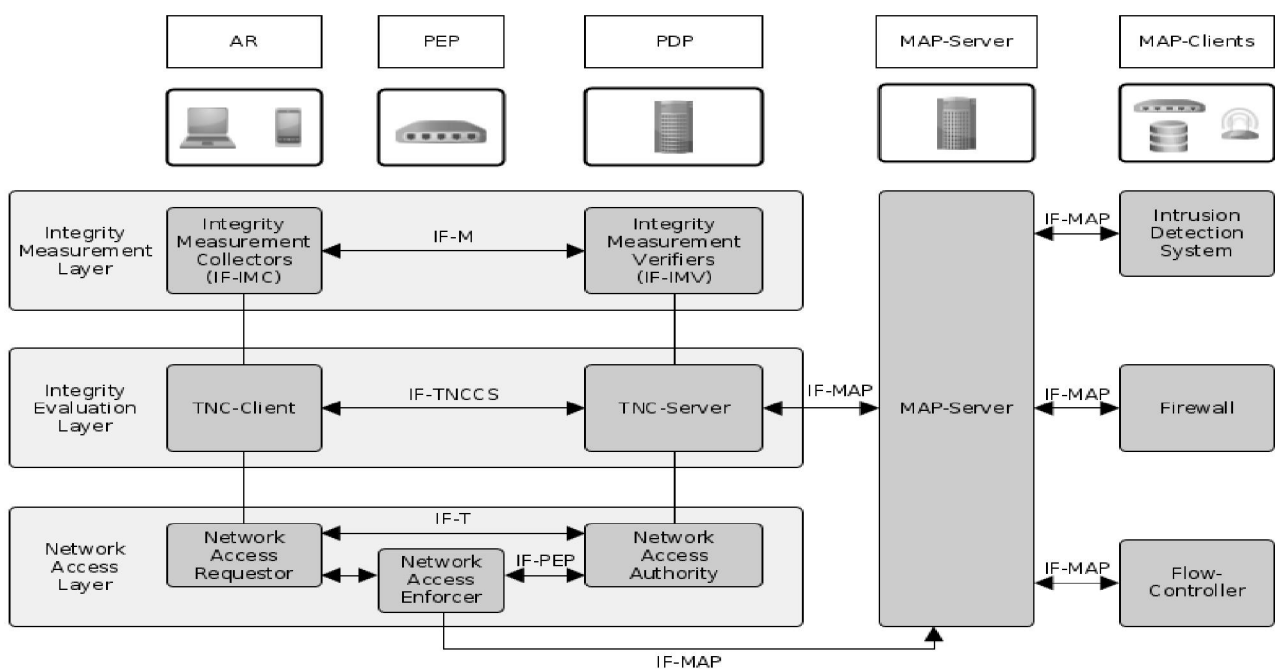 AR
PEP
PDP
MAP-Server
MAP-Clients
Integrity
Measurement
Layer
Integrity
Measurement
Collectors
(IF-IMC)
IF-M
Integrity
Measurement
Verifiers
(IF-IMV)
IF-MAP
Intrusion
Detection
System
Integrity
Evaluation
Layer
TNC-Client
IF-TNCCS
TNC-Server
IF-MAP
MAP-Server
IF-MAP
Firewall
Network
Access
Layer
Network
Access
Requestor
IF-T
Network
Access
Enforcer
IF-PEP
Network
Access
Authority
IF-MAP
Flow-
Controller
IF-MAP